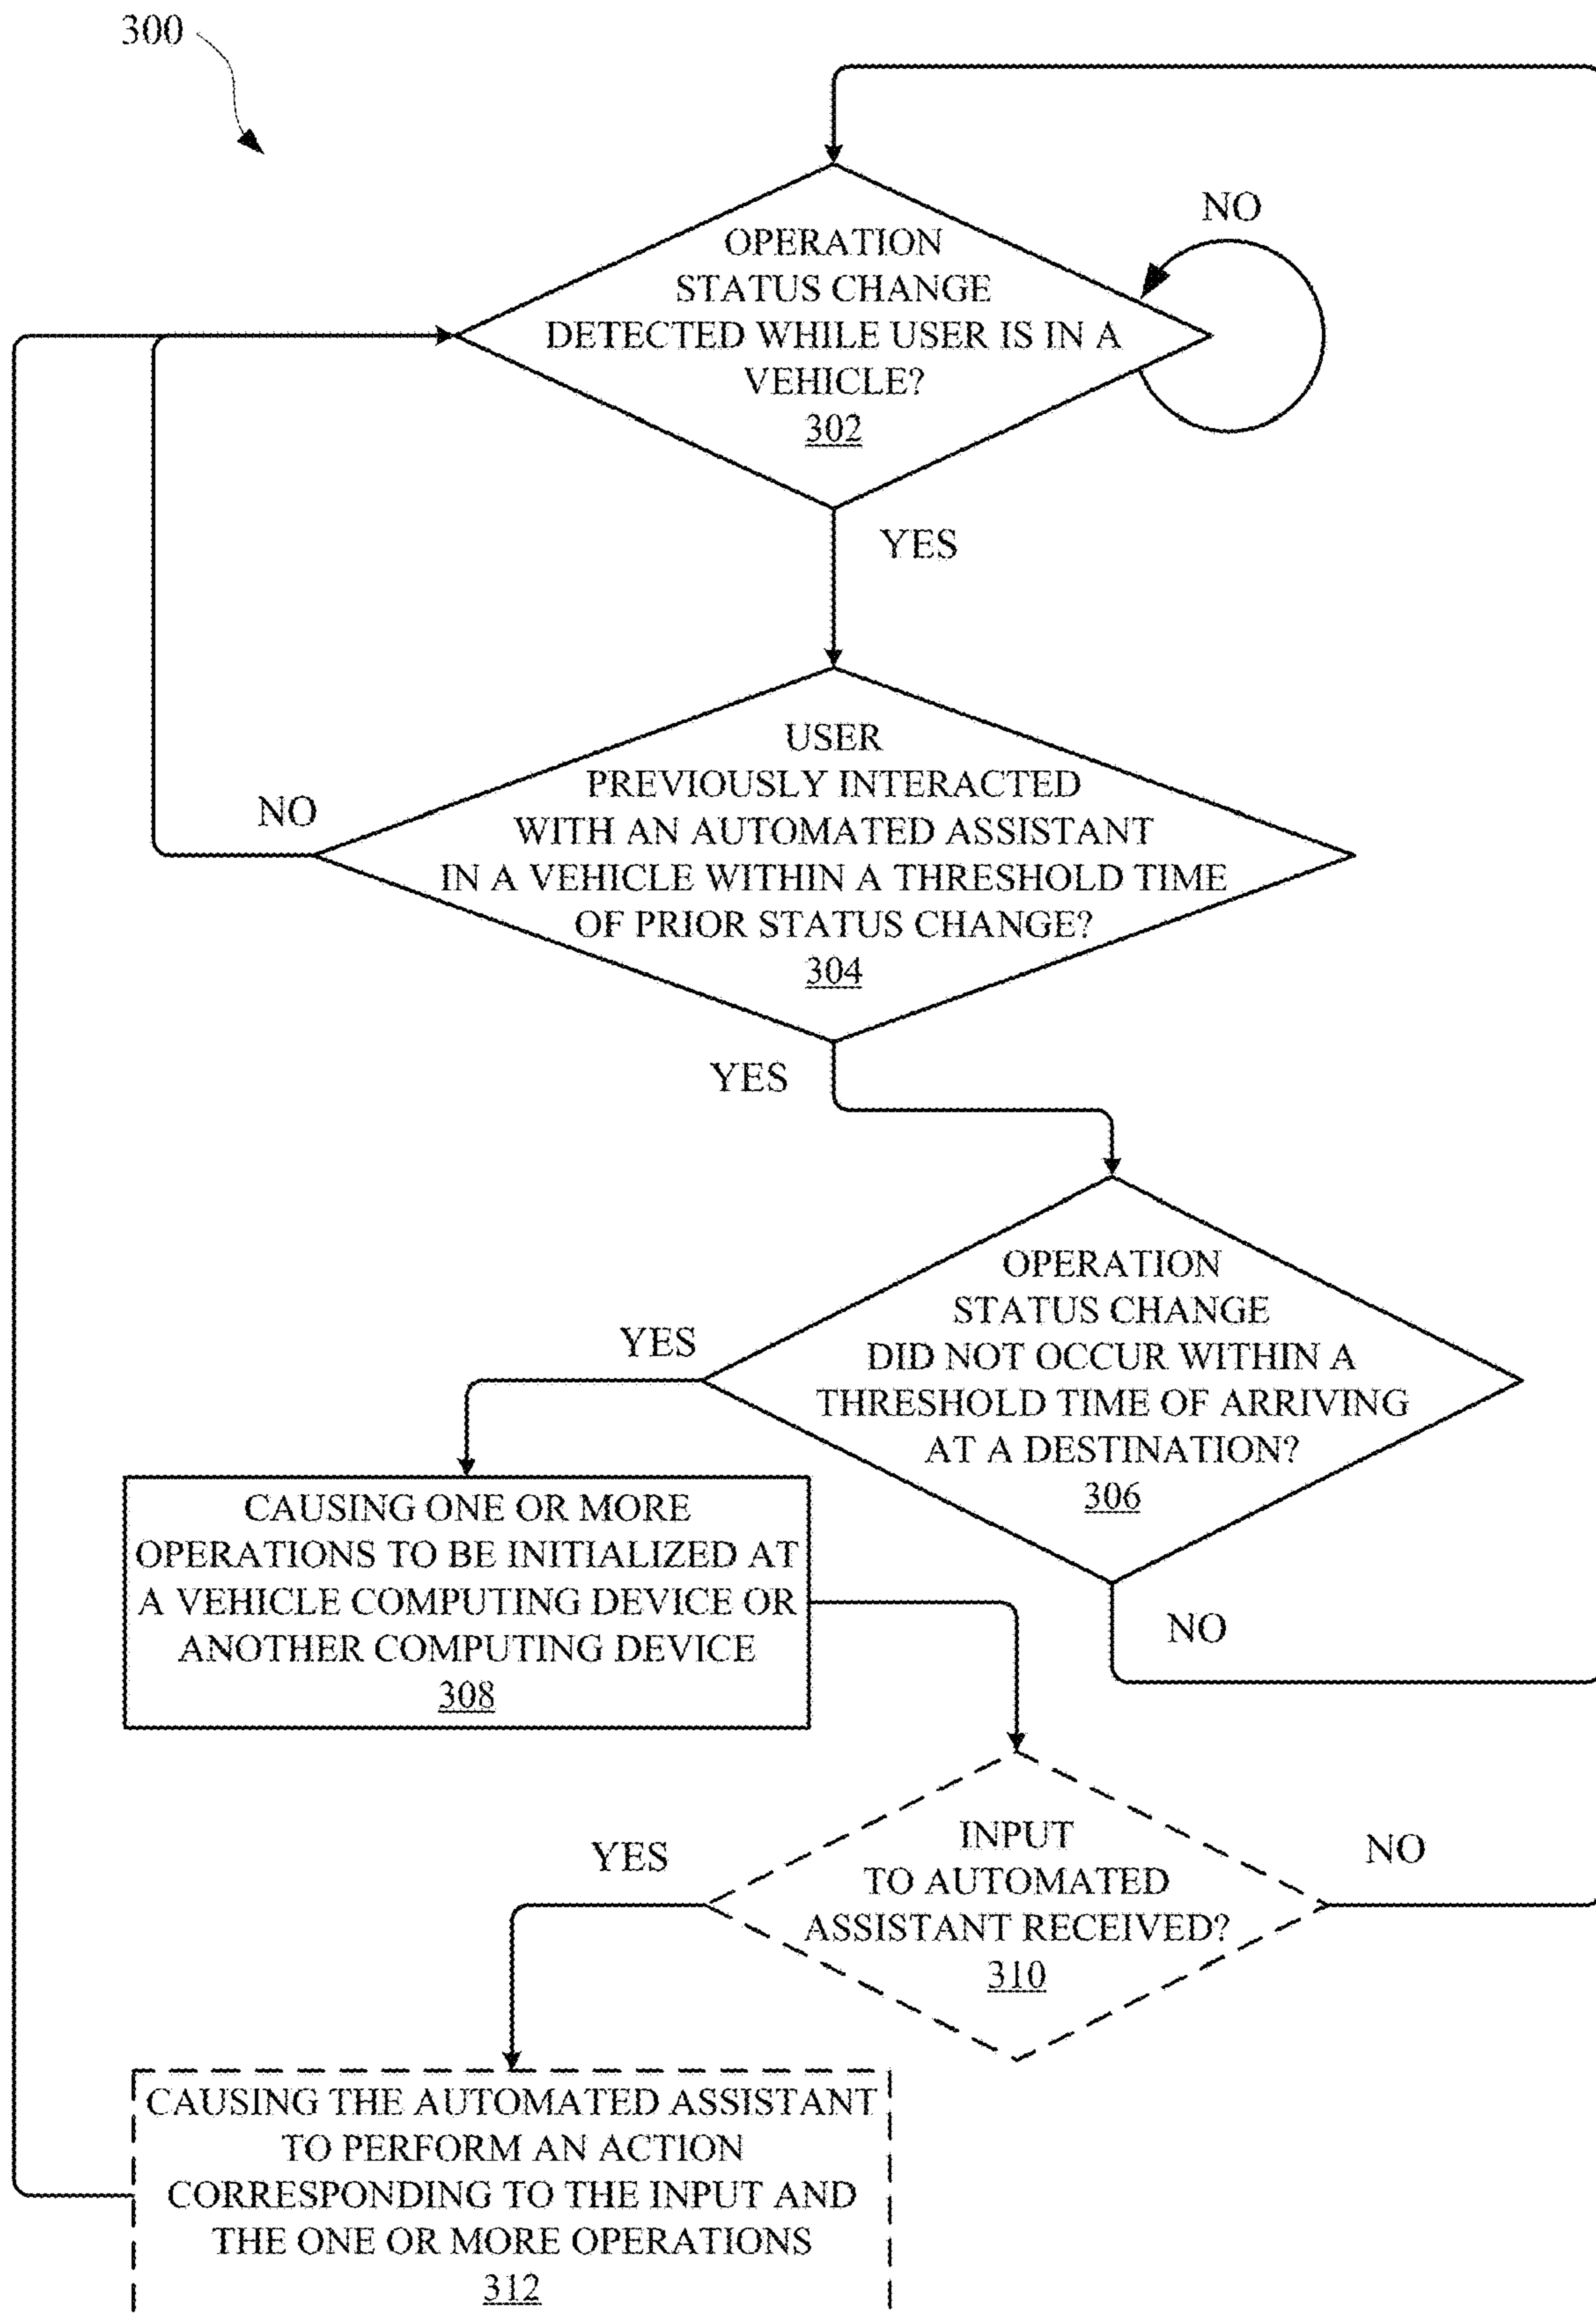 300
NO
OPERATION
STATUS CHANGE
DETECTED WHILE USER IS IN A
VEHICLE?
302
YES
USER
PREVIOUSLY INTERACTED
WITH AN AUTOMATED ASSISTANT
IN A VEHICLE WITHIN A THRESHOLD TIME
OF PRIOR STATUS CHANGE?
304
NO
YES
OPERATION
STATUS CHANGE
DID NOT OCCUR WITHIN A
THRESHOLD TIME OF ARRIVING
AT A DESTINATION?
306
YES
NO
CAUSING ONE OR MORE
OPERATIONS TO BE INITIALIZED AT
A VEHICLE COMPUTING DEVICE OR
ANOTHER COMPUTING DEVICE
308
INPUT
TO AUTOMATED
ASSISTANT RECEIVED?
310
YES
NO
CAUSING THE AUTOMATED ASSISTANT
TO PERFORM AN ACTION
CORRESPONDING TO THE INPUT AND
THE ONE OR MORE OPERATIONS
312